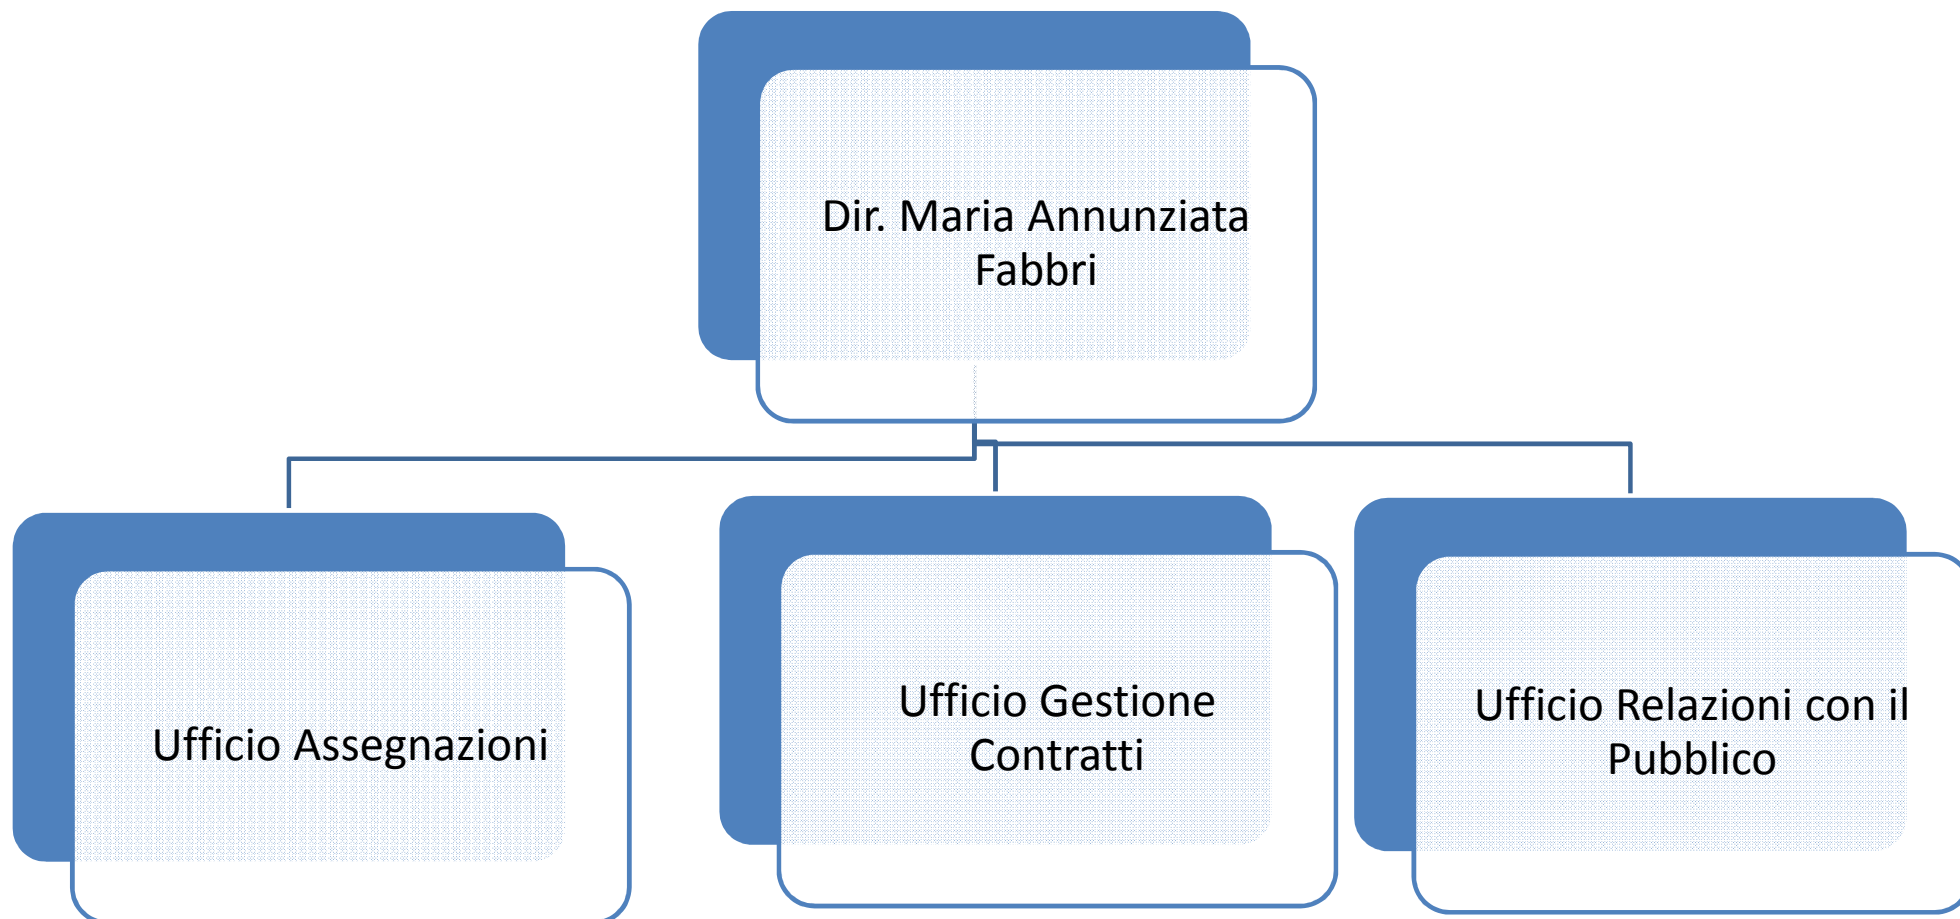 Dir. Maria Annunziata
Fabbri
Ufficio Assegnazioni
Ufficio Gestione
Contratti
Ufficio Relazioni con il
Pubblico